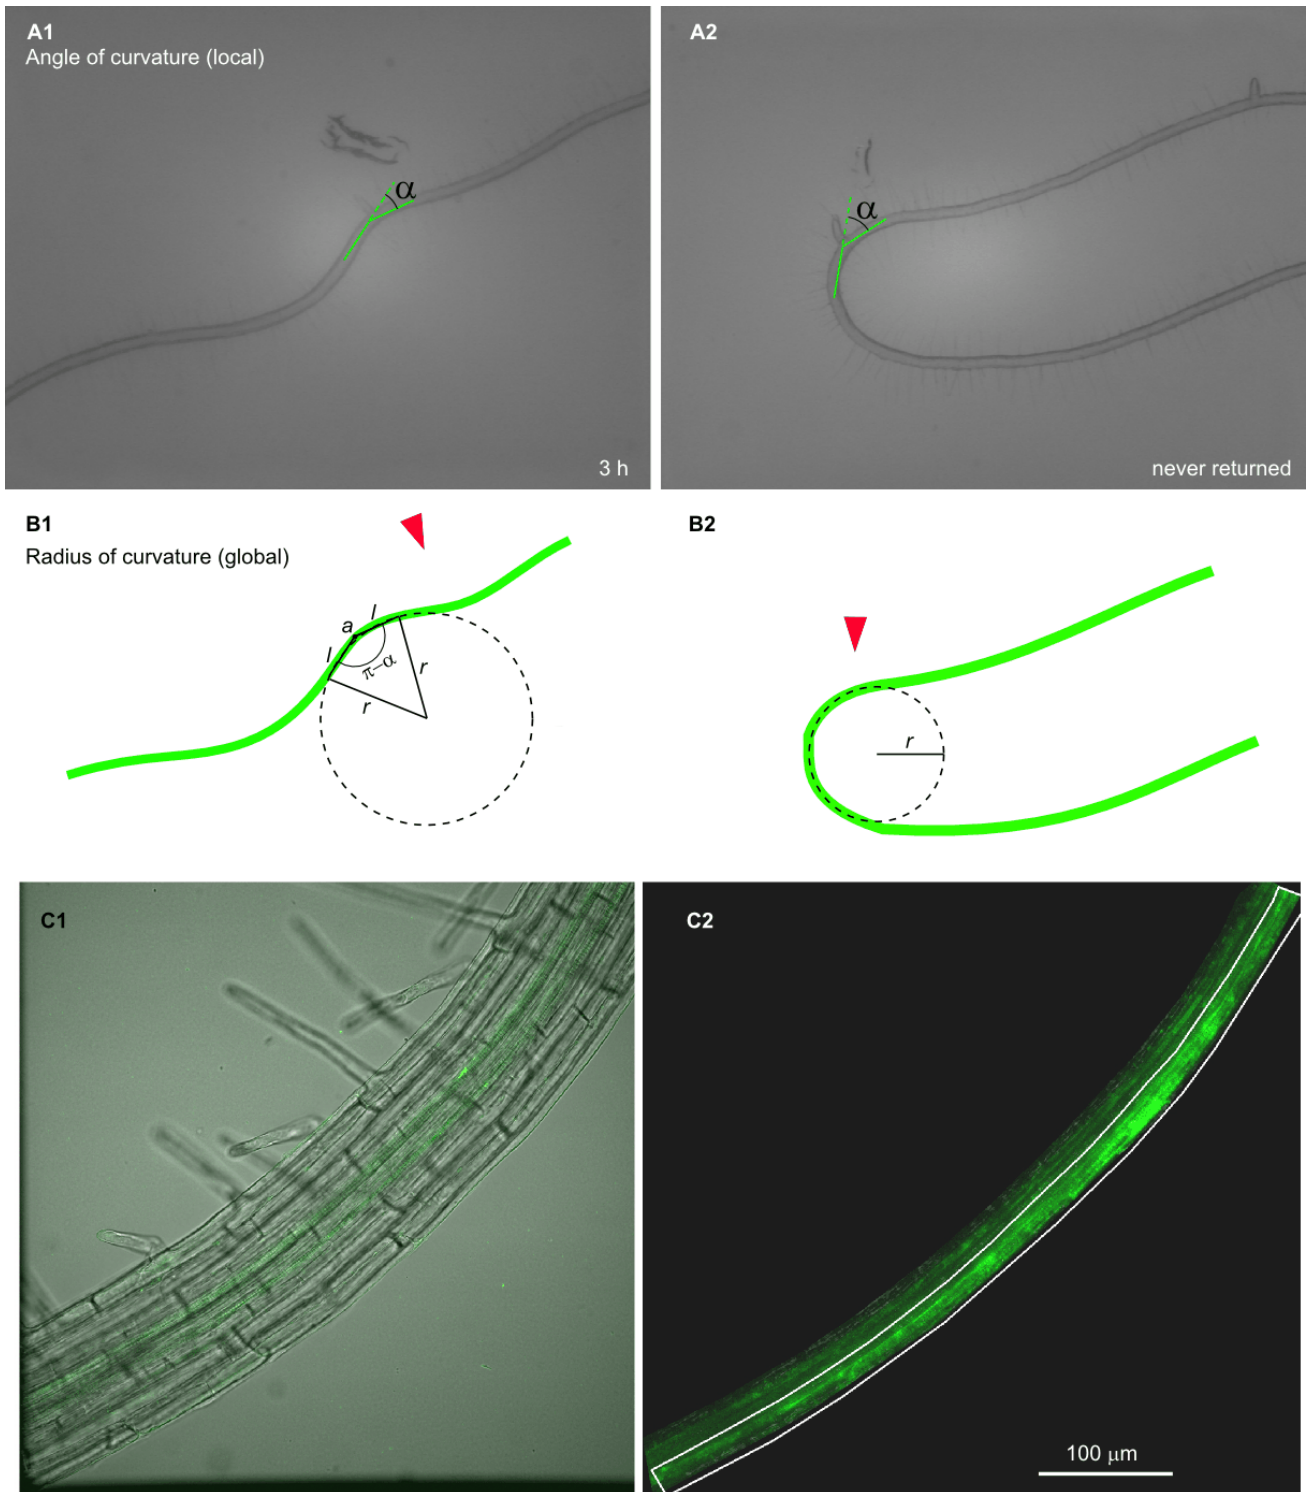 A1
Angle of curvature (local)
α
3 h
A2
α
never returned
B1
Radius of curvature (global)
l
a
l
π–α
r
r
B2
r
C1
C2
100 μm